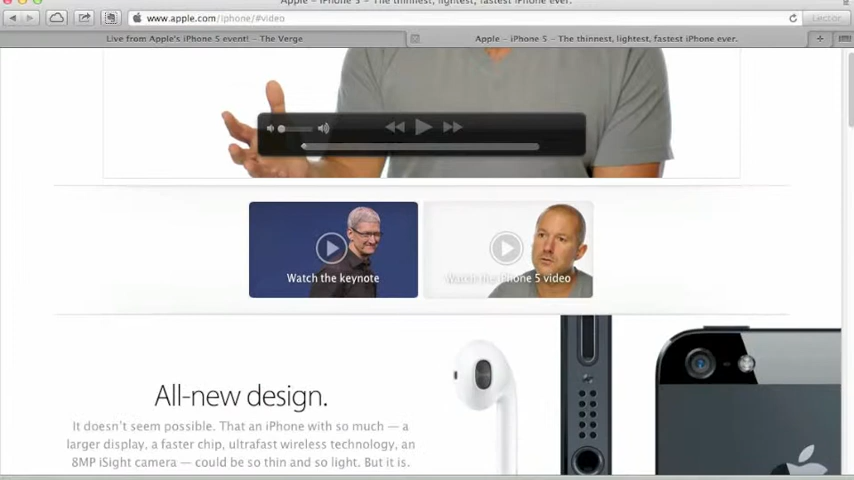 Apple – iPhone 5 – The thinnest, lightest, fastest iPhone ever.
www.apple.com/iphone/#video
Lector
Live from Apple's iPhone 5 event! – The Verge
Apple – iPhone 5 – The thinnest, lightest, fastest iPhone ever.
Watch the keynote
Watch the iPhone 5 video
All-new design.
It doesn't seem possible. That an iPhone with so much — a
larger display, a faster chip, ultrafast wireless technology, an
8MP iSight camera — could be so thin and so light. But it is.